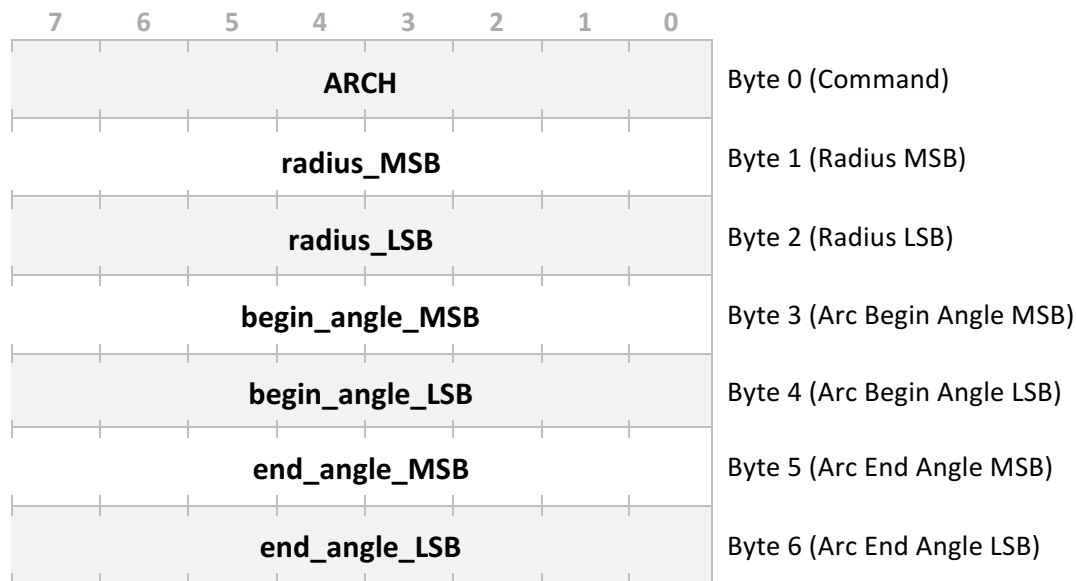 7 6 5 4 3 2 1 0
ARCH Byte 0 (Command)
radius_MSB Byte 1 (Radius MSB)
radius_LSB Byte 2 (Radius LSB)
begin_angle_MSB Byte 3 (Arc Begin Angle MSB)
begin_angle_LSB Byte 4 (Arc Begin Angle LSB)
end_angle_MSB Byte 5 (Arc End Angle MSB)
end_angle_LSB Byte 6 (Arc End Angle LSB)